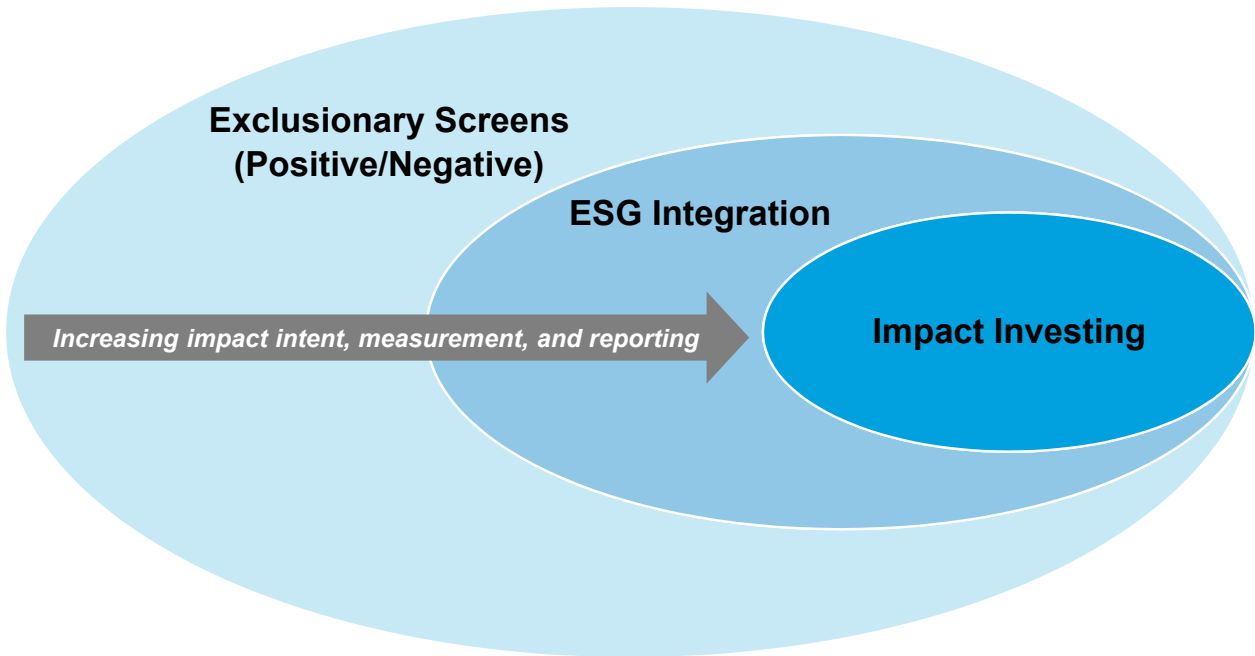 Exclusionary Screens
(Positive/Negative)
ESG Integration
Increasing impact intent, measurement, and reporting
Impact Investing